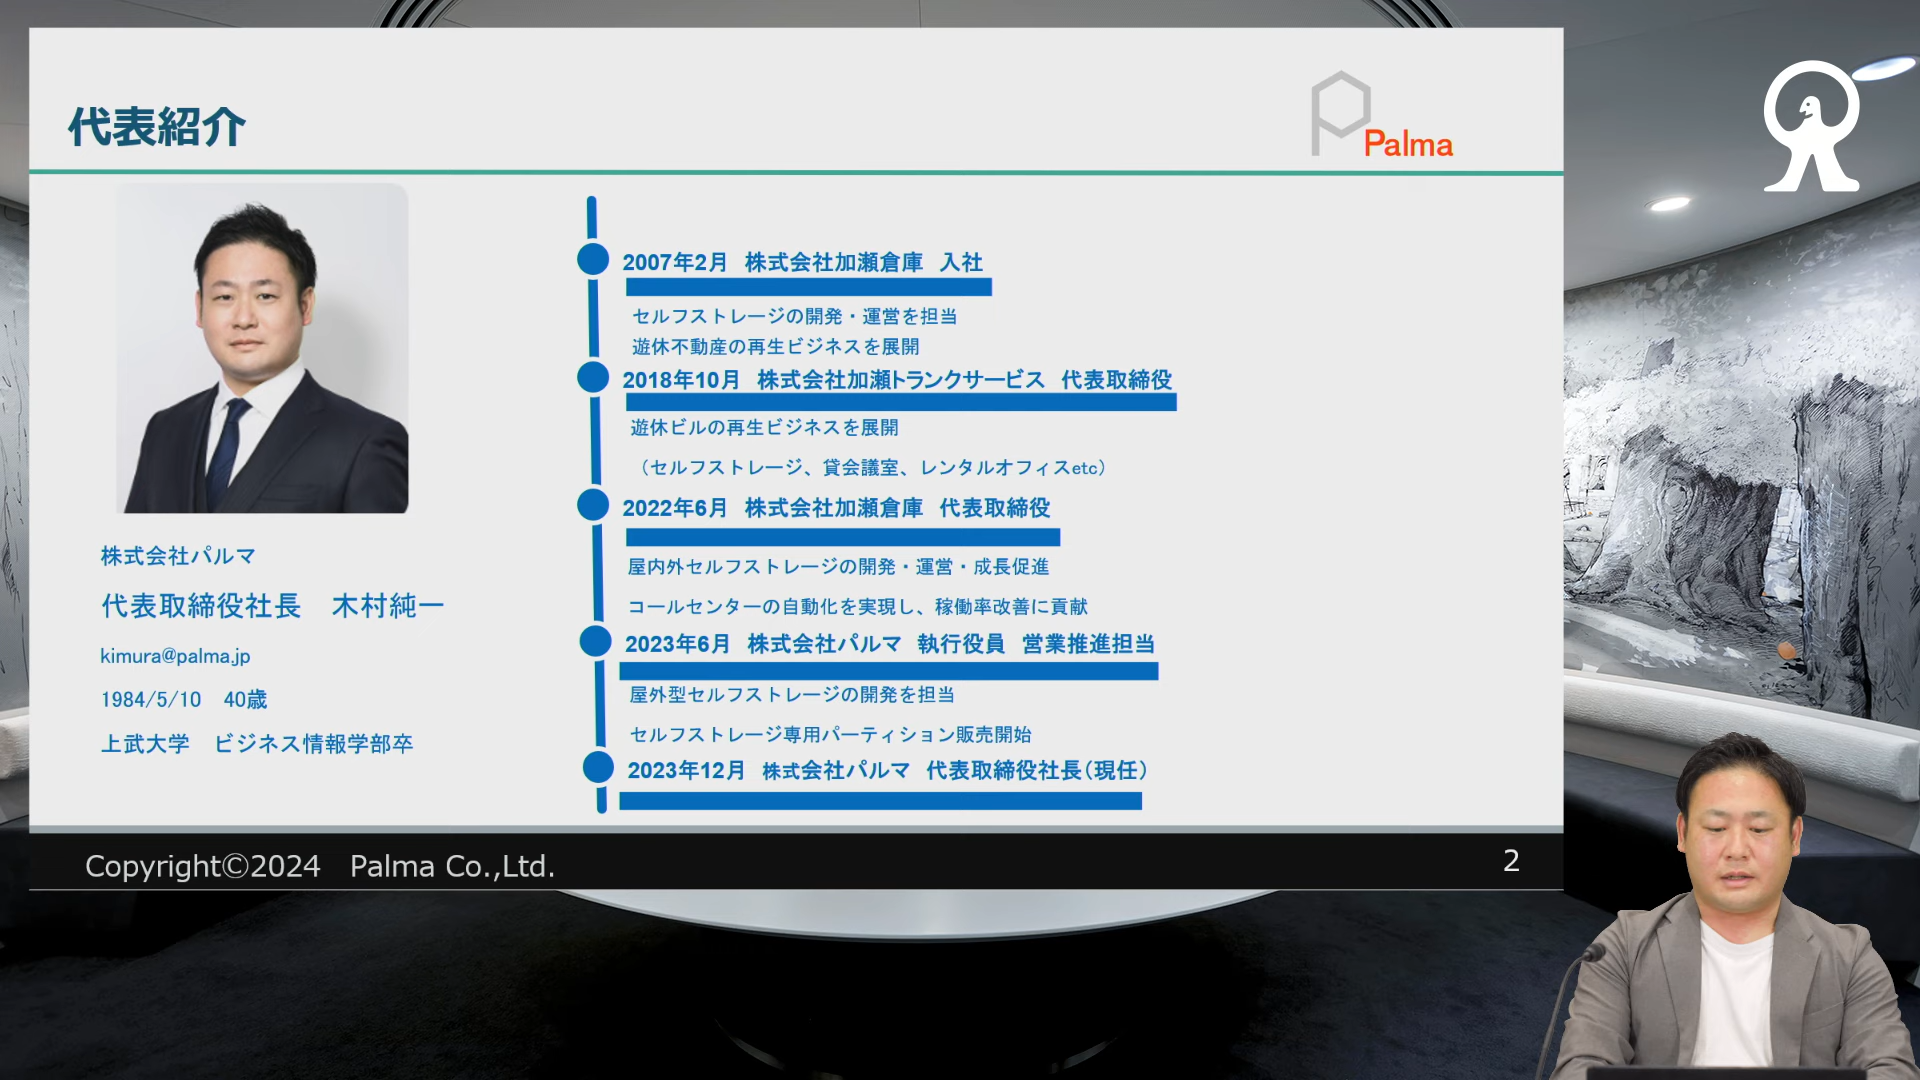 代表紹介
Palma
株式会社パルマ
代表取締役社長　木村純一
kimura@palma.jp
1984/5/10　40歳
上武大学　ビジネス情報学部卒
2007年2月　株式会社加瀬倉庫　入社
セルフストレージの開発・運営を担当
遊休不動産の再生ビジネスを展開
2018年10月　株式会社加瀬トランクサービス　代表取締役
遊休ビルの再生ビジネスを展開
（セルフストレージ、貸会議室、レンタルオフィスetc）
2022年6月　株式会社加瀬倉庫　代表取締役
屋内外セルフストレージの開発・運営・成長促進
コールセンターの自動化を実現し、稼働率改善に貢献
2023年6月　株式会社パルマ　執行役員　営業推進担当
屋外型セルフストレージの開発を担当
セルフストレージ専用パーティション販売開始
2023年12月　株式会社パルマ　代表取締役社長（現任）
Copyright©2024　Palma Co.,Ltd.
2